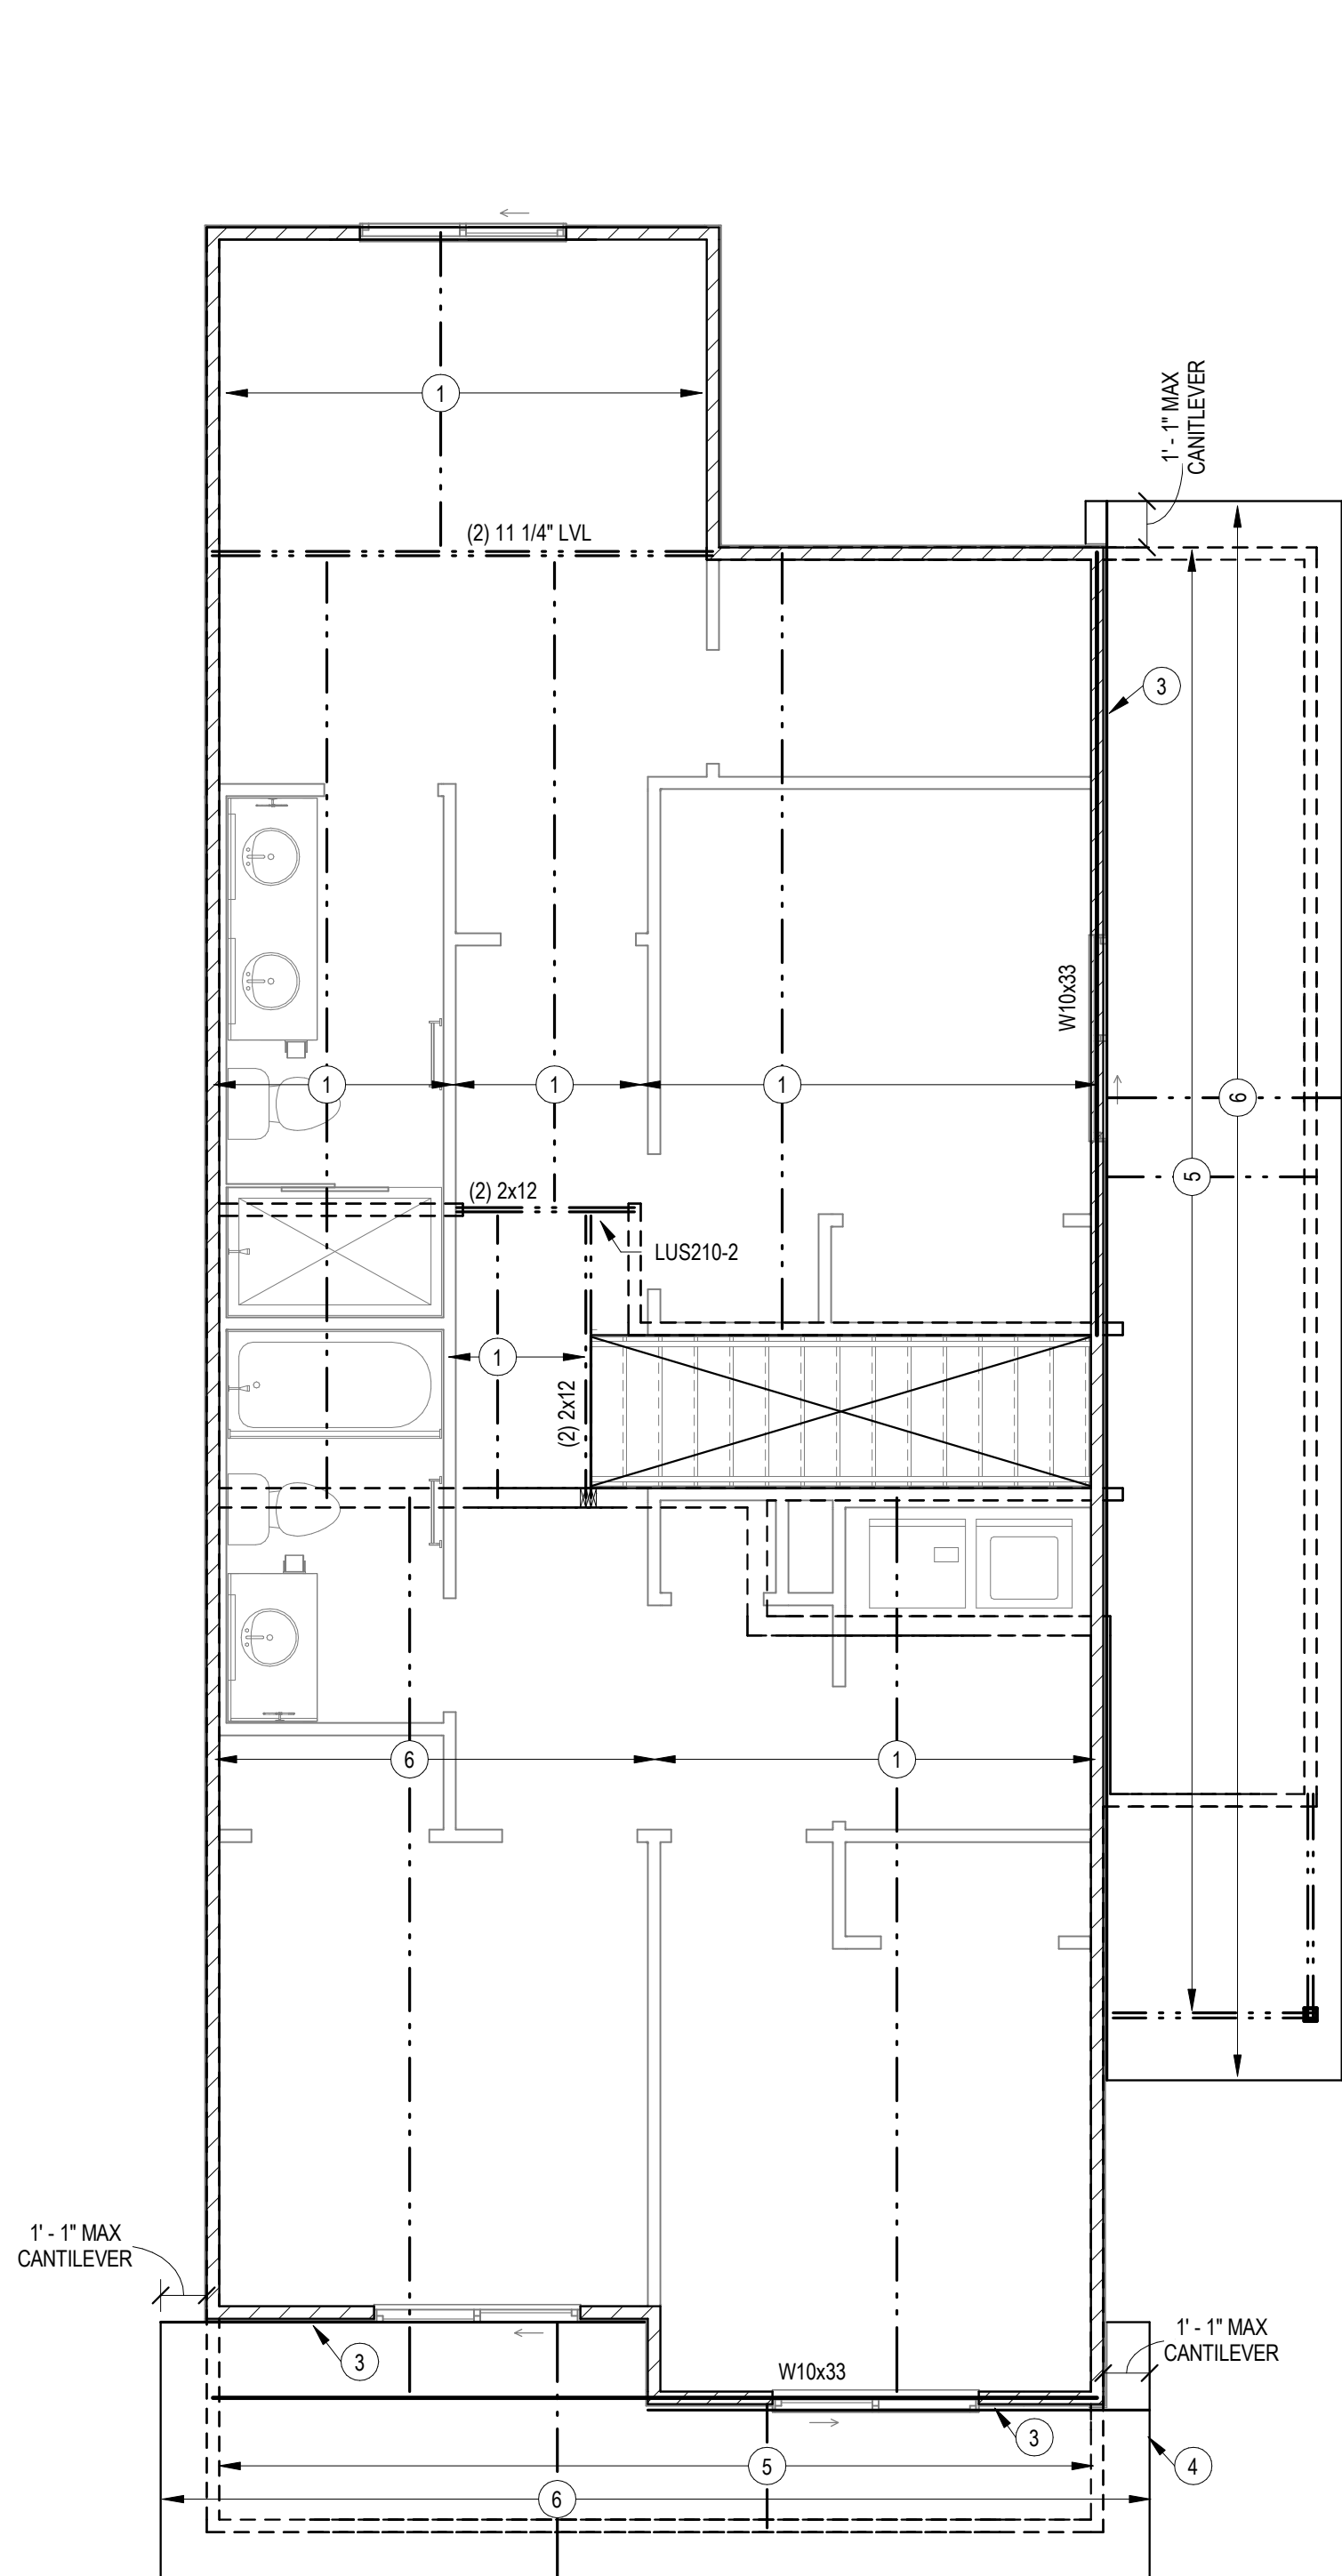 1
(2) 11 1/4" LVL
1' - 1" MAX
CANITLEVER
3
W10x33
1
1
1
6
5
(2) 2x12
LUS210-2
1
(2) 2x12
6
1
1' - 1" MAX
CANTILEVER
3
W10x33
1' - 1" MAX
CANTILEVER
3
5
4
6